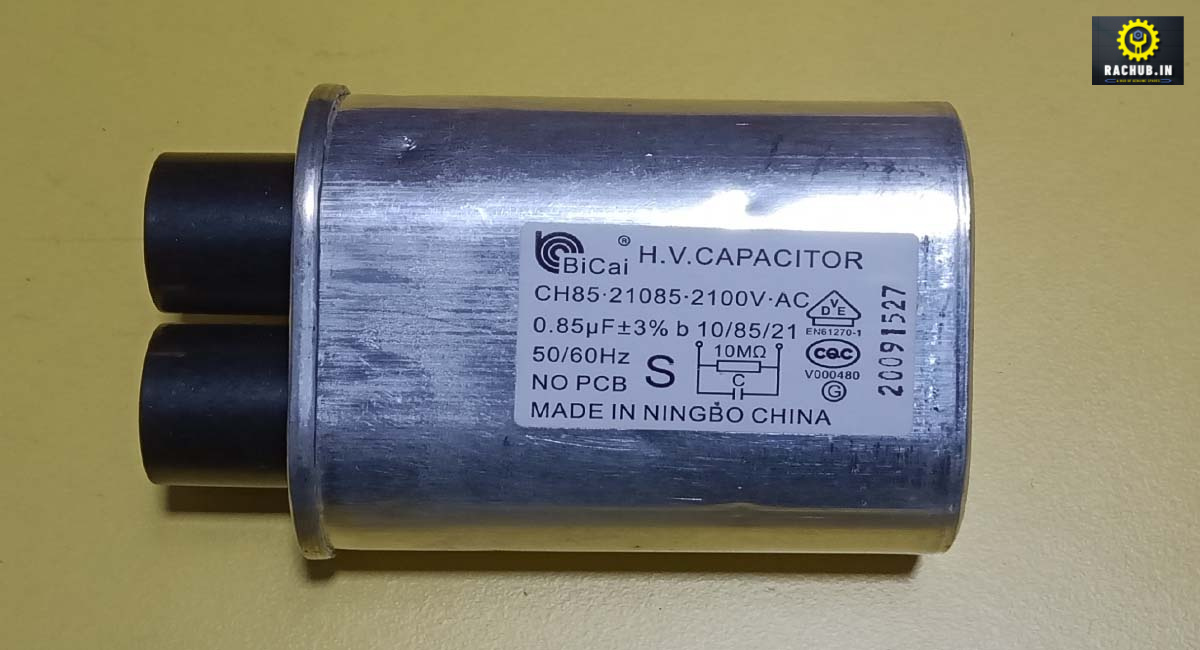 RACHUB.IN
BiCai ® H.V.CAPACITOR
CH85·21085·2100V·AC
0.85µF±3% b 10/85/21
50/60Hz
NO PCB
S
10MΩ
C
MADE IN NINGBO CHINA
DVE
EN61270-1
CQC
V000480
G
20091527